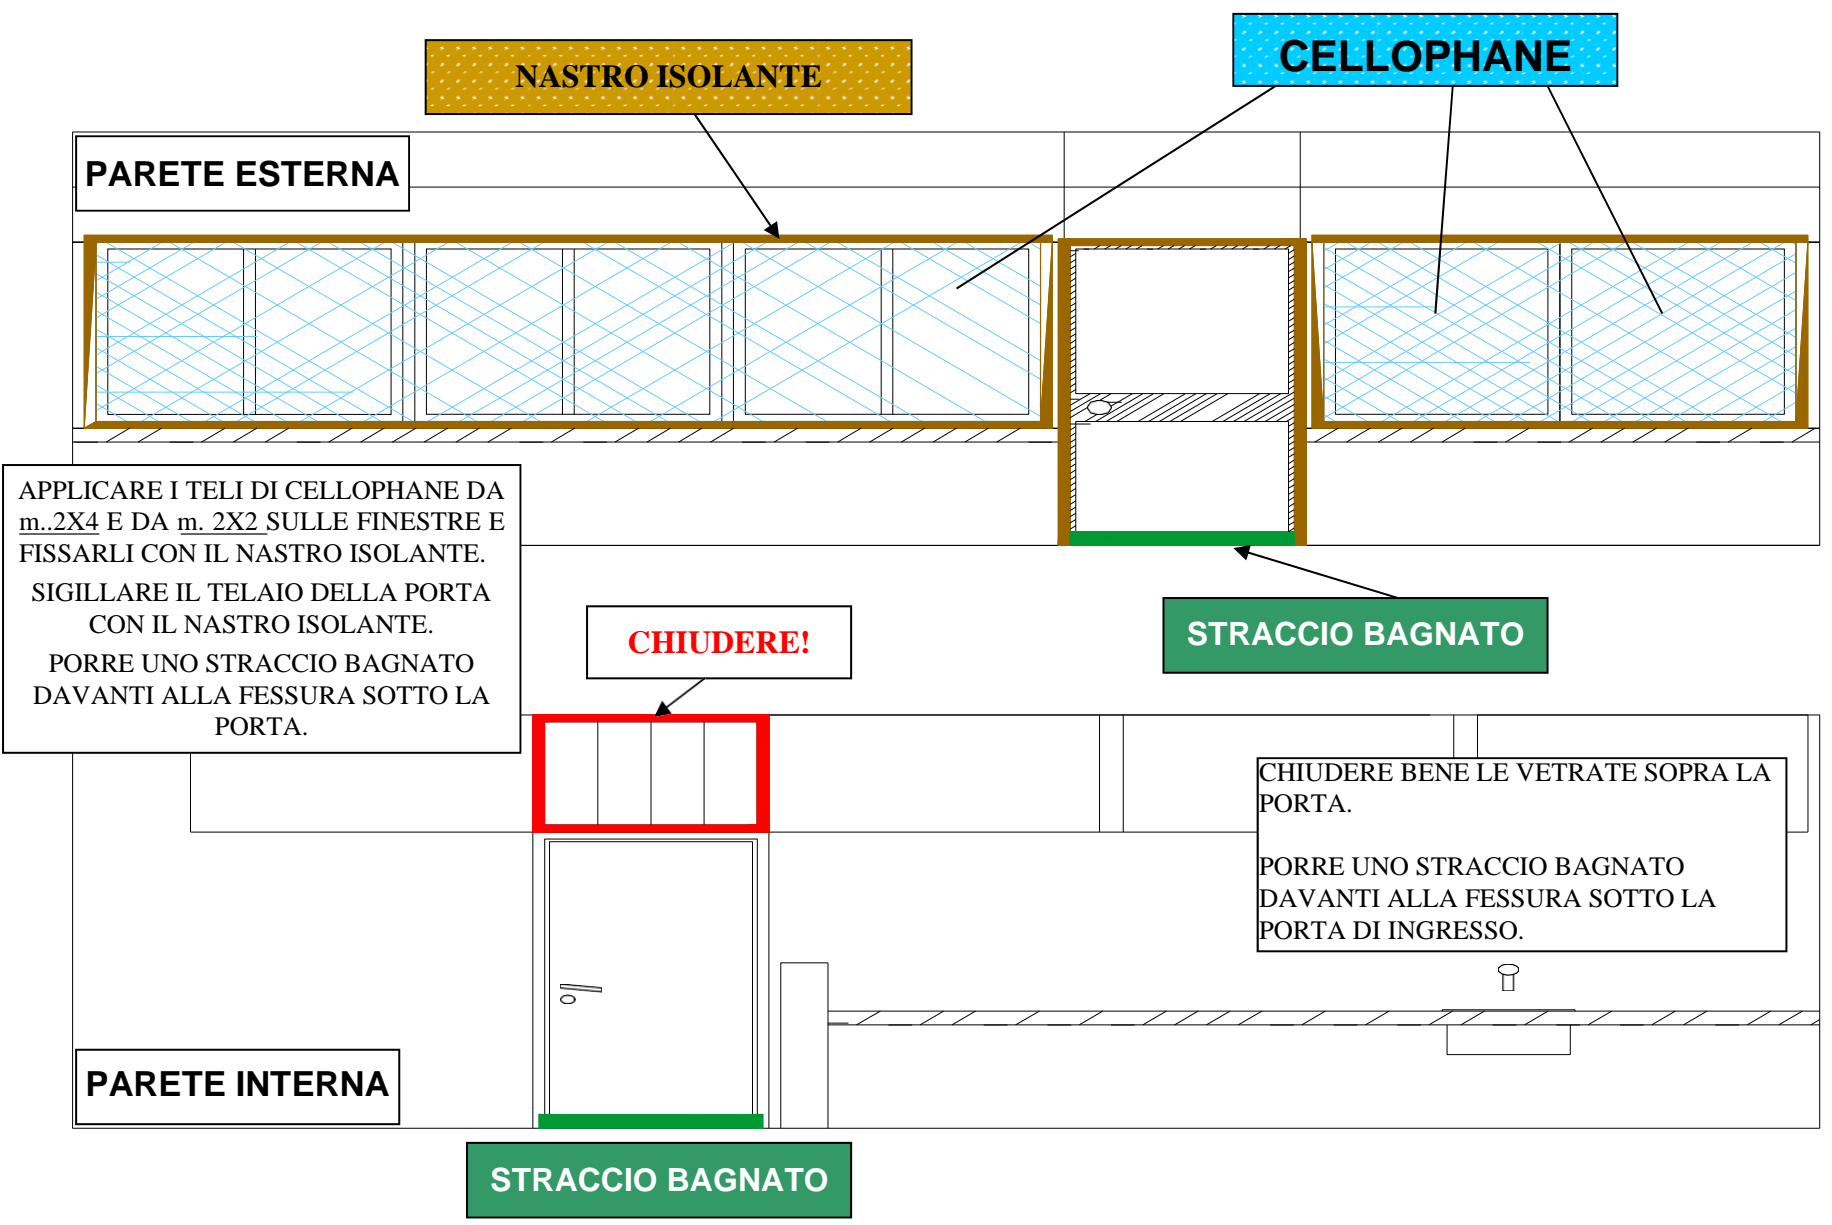 CELLOPHANE
NASTRO ISOLANTE
PARETE ESTERNA
APPLICARE I TELI DI CELLOPHANE DA
m..2X4 E DA m. 2X2 SULLE FINESTRE E
FISSARLI CON IL NASTRO ISOLANTE.
SIGILLARE IL TELAIO DELLA PORTA
CON IL NASTRO ISOLANTE.
PORRE UNO STRACCIO BAGNATO
DAVANTI ALLA FESSURA SOTTO LA
PORTA.
STRACCIO BAGNATO
CHIUDERE!
CHIUDERE BENE LE VETRATE SOPRA LA
PORTA.
PORRE UNO STRACCIO BAGNATO
DAVANTI ALLA FESSURA SOTTO LA
PORTA DI INGRESSO.
PARETE INTERNA
STRACCIO BAGNATO